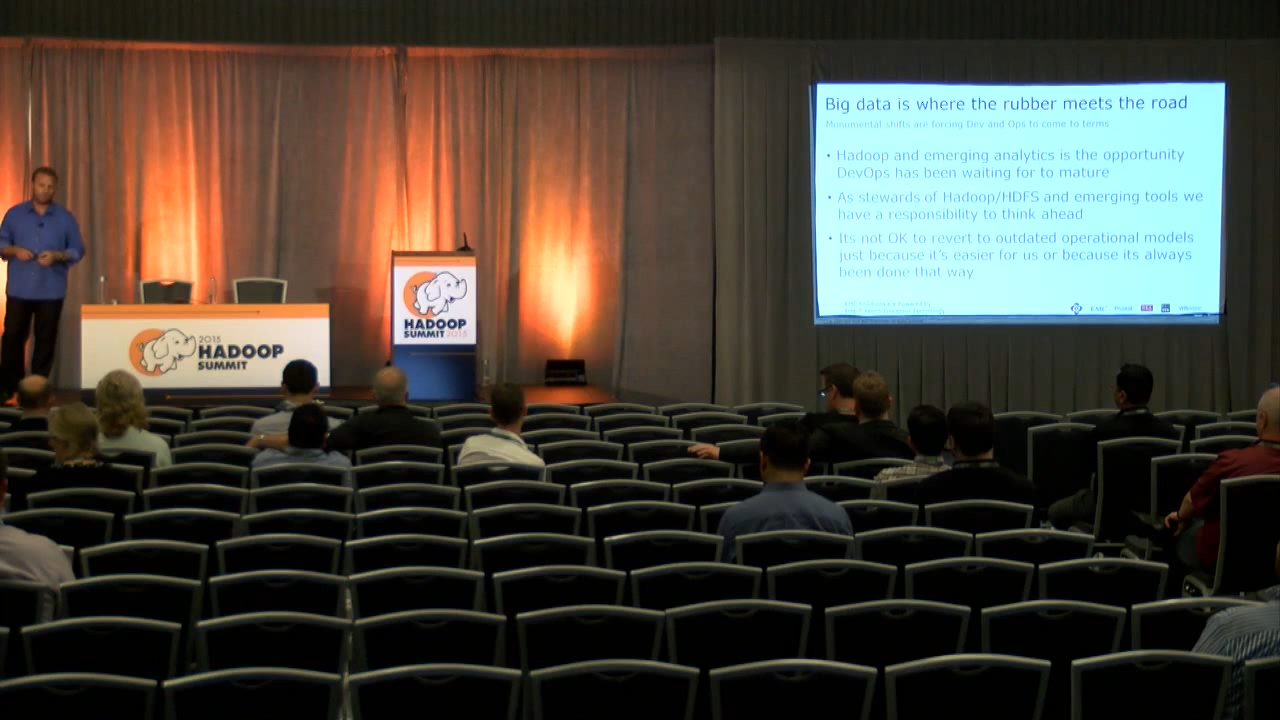 Big data is where the rubber meets the road
Monumental shifts are forcing Dev and Ops to come to terms
• Hadoop and emerging analytics is the opportunity
DevOps has been waiting for to mature
• As stewards of Hadoop/HDFS and emerging tools we
have a responsibility to think ahead
• Its not OK to revert to outdated operational models
just because it's easier for us or because its always
been done that way
EMC
HADOOP
SUMMIT 2015
2015
HADOOP
SUMMIT